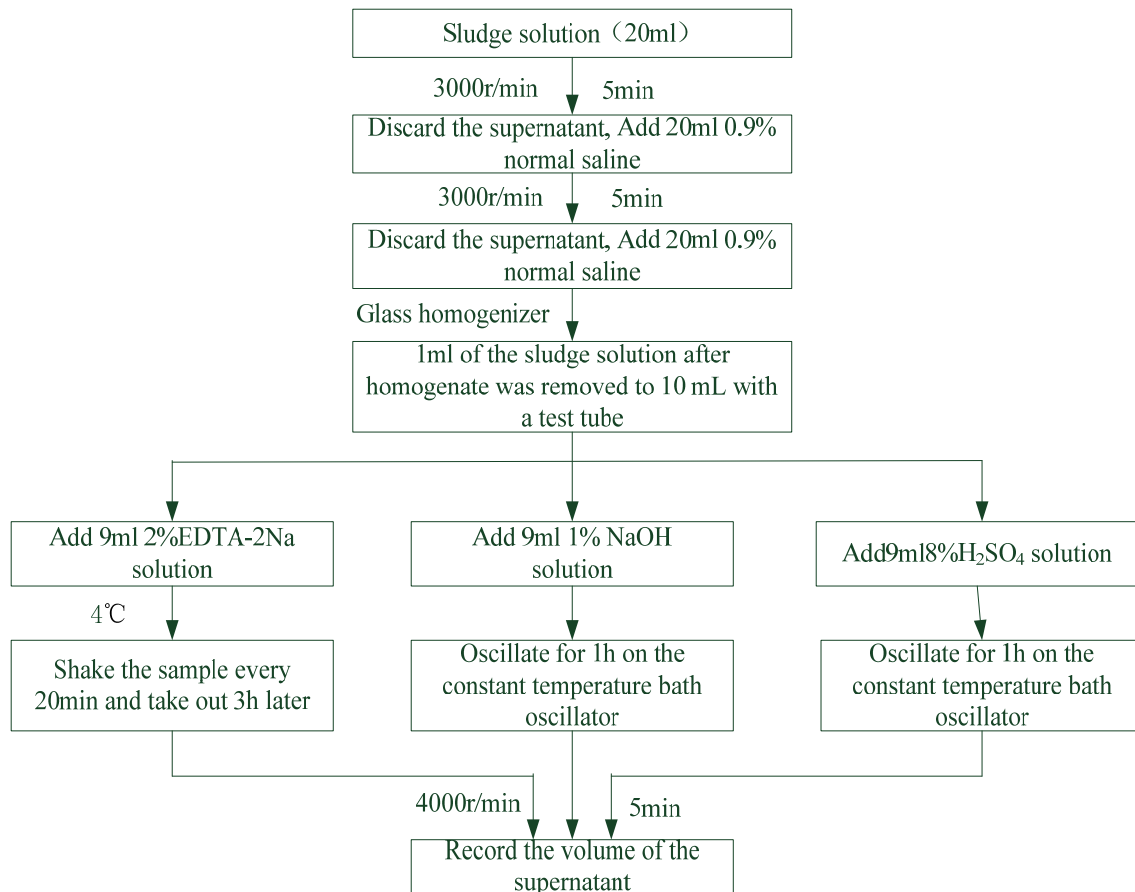 Sludge solution（20ml）
3000r/min 5min
Discard the supernatant, Add 20ml 0.9%
normal saline
3000r/min 5min
Discard the supernatant, Add 20ml 0.9%
normal saline
Glass homogenizer
1ml of the sludge solution after
homogenate was removed to 10 mL with
a test tube
Add 9ml 2%EDTA-2Na
solution
Add 9ml 1% NaOH
solution
Add9ml8%H₂SO₄ solution
4℃
Shake the sample every
20min and take out 3h later
Oscillate for 1h on the
constant temperature bath
oscillator
Oscillate for 1h on the
constant temperature bath
oscillator
4000r/min 5min
Record the volume of the
supernatant